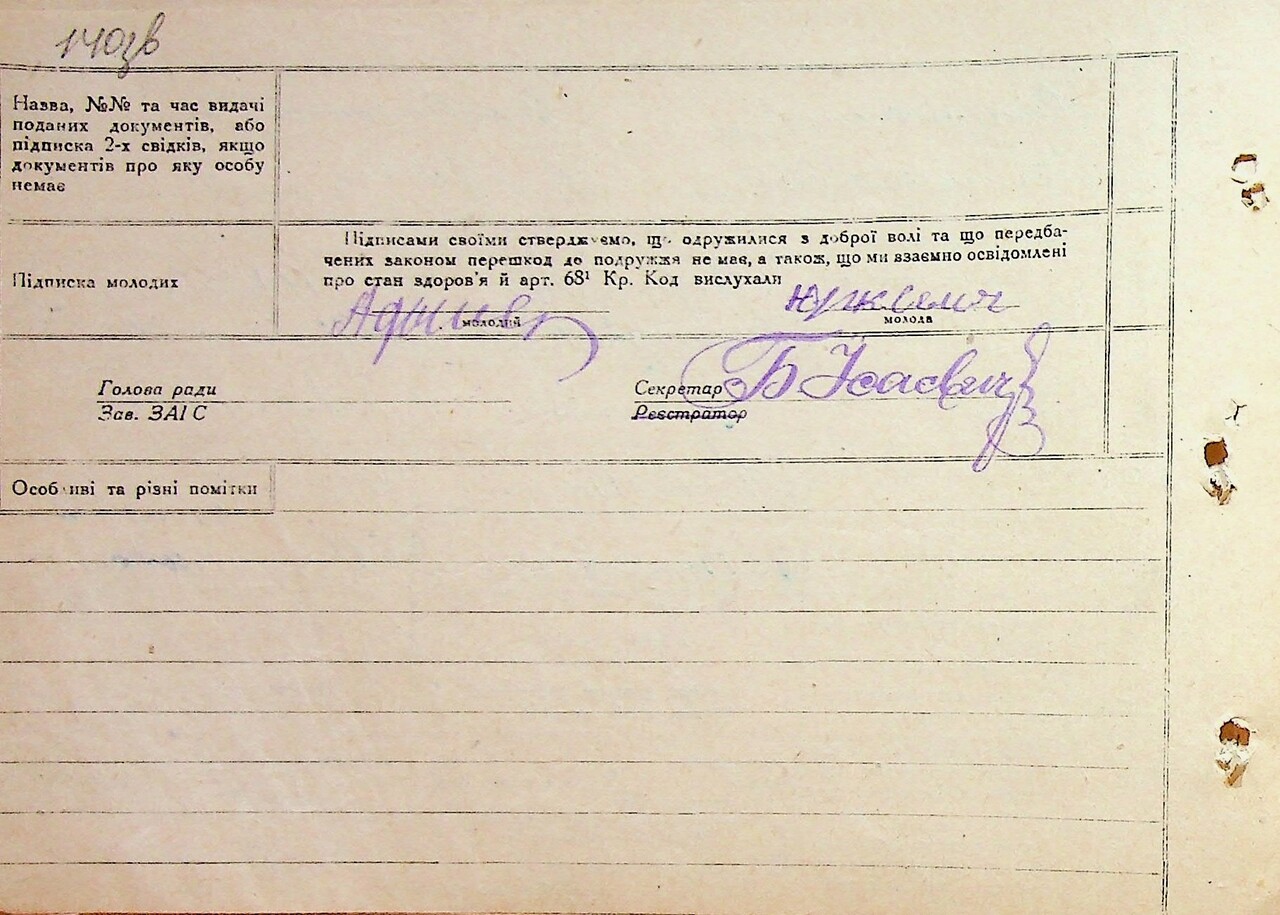 140зв
Назва, №№ та час видачі
поданих документів, або
підписка 2-х свідків, якщо
документів про яку особу
немає
Підписами своїми стверджуємо, що одружилися з доброї волі та що передба-
чених законом перешкод до подружжя не має, а також, що ми взаємно освідомлені
про стан здоров'я й арт. 68¹ Кр. Код вислухали
Підписка молодих
молодий
молода
Голова ради
Секретар Б Усаевич
Зав. ЗАІС
Реєстратор
Особливі та різні помітки